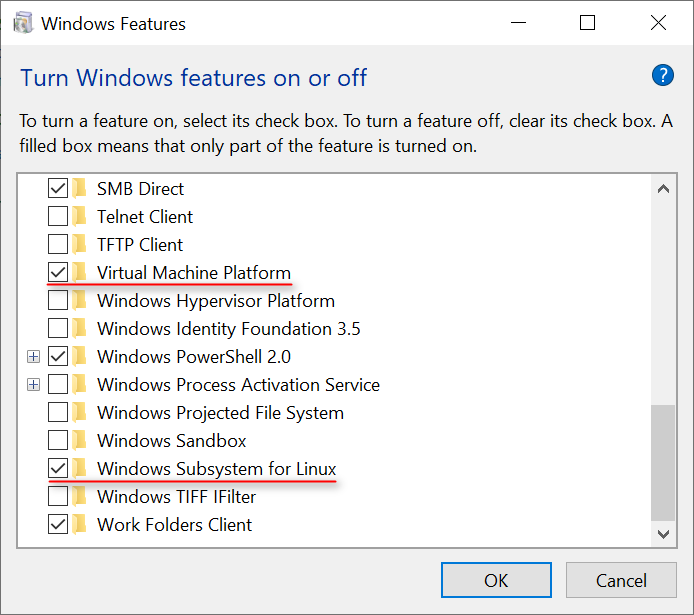 Windows Features
Turn Windows features on or off
?
To turn a feature on, select its check box. To turn a feature off, clear its check box. A
filled box means that only part of the feature is turned on.
SMB Direct
Telnet Client
TFTP Client
Virtual Machine Platform
Windows Hypervisor Platform
Windows Identity Foundation 3.5
Windows PowerShell 2.0
Windows Process Activation Service
Windows Projected File System
Windows Sandbox
Windows Subsystem for Linux
Windows TIFF IFilter
Work Folders Client
OK Cancel